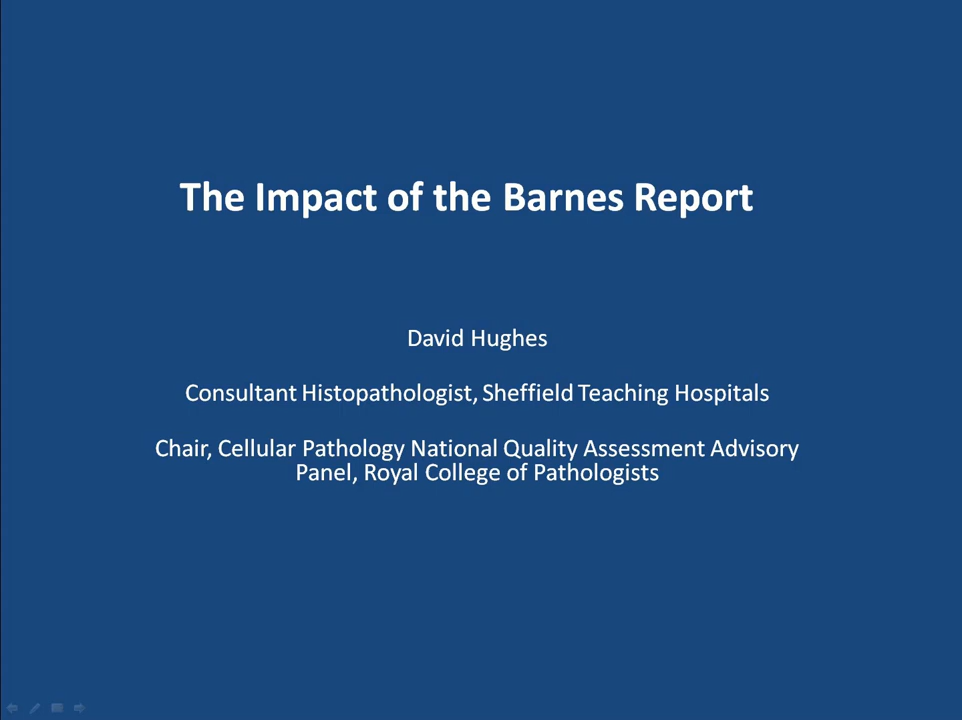 The Impact of the Barnes Report
David Hughes
Consultant Histopathologist, Sheffield Teaching Hospitals
Chair, Cellular Pathology National Quality Assessment Advisory
Panel, Royal College of Pathologists